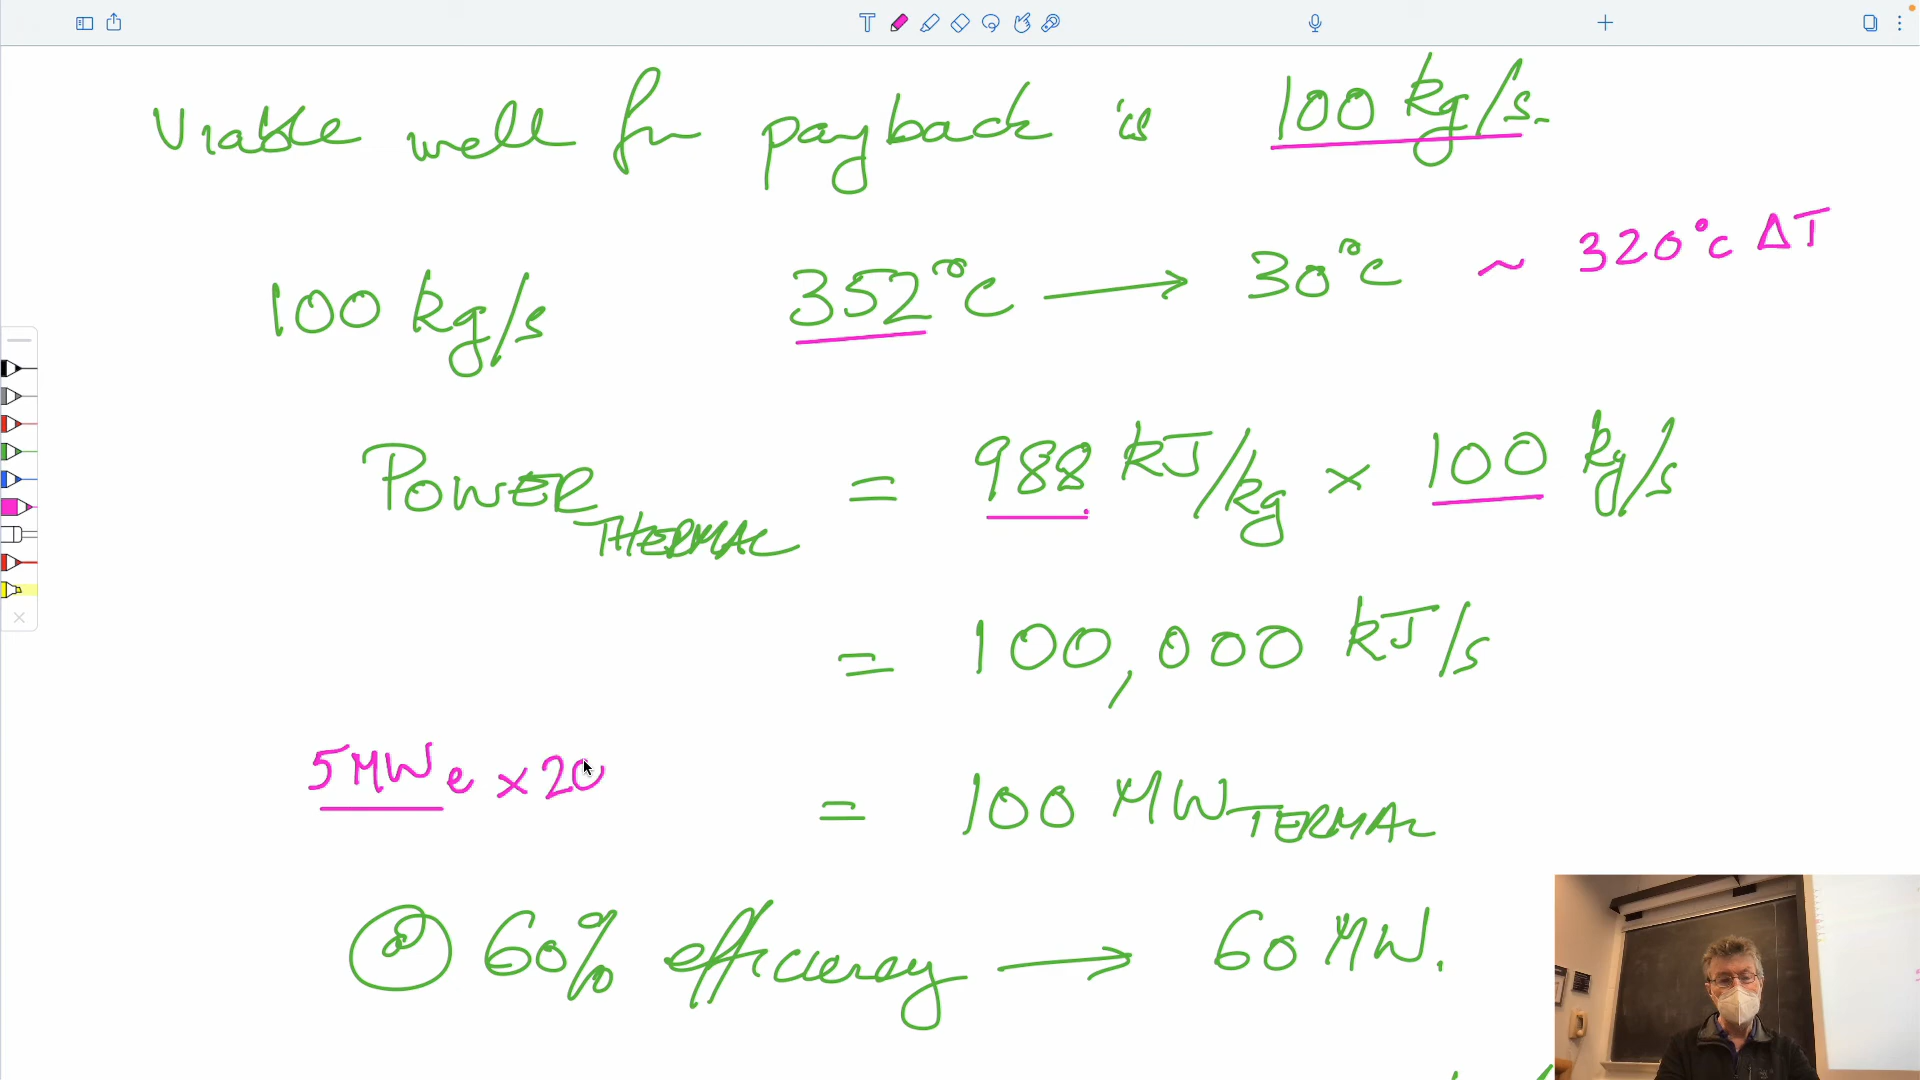 Viable well for payback is 100 kg/s.
100 kg/s 352°C → 30°C ~ 320°C ΔT
POWER THERMAL = 988 kJ/kg × 100 kg/s
= 100,000 kJ/s
5MWe × 20
= 100 MW TERMAL
@ 60% efficiency → 60 MW.